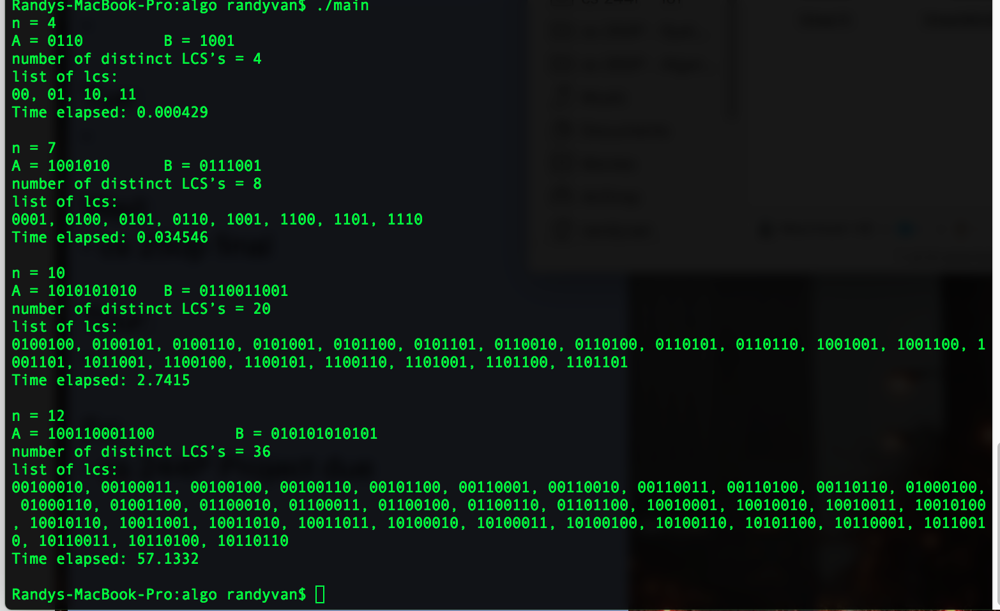 Randys-MacBook-Pro:algo randyvan$ ./main
n = 4
A = 0110         B = 1001
number of distinct LCS’s = 4
list of lcs:
00, 01, 10, 11
Time elapsed: 0.000429
n = 7
A = 1001010      B = 0111001
number of distinct LCS’s = 8
list of lcs:
0001, 0100, 0101, 0110, 1001, 1100, 1101, 1110
Time elapsed: 0.034546
n = 10
A = 1010101010   B = 0110011001
number of distinct LCS’s = 20
list of lcs:
0100100, 0100101, 0100110, 0101001, 0101100, 0101101, 0110010, 0110100, 0110101, 0110110, 1001001, 1001100, 1
001101, 1011001, 1100100, 1100101, 1100110, 1101001, 1101100, 1101101
Time elapsed: 2.7415
n = 12
A = 100110001100         B = 010101010101
number of distinct LCS’s = 36
list of lcs:
00100010, 00100011, 00100100, 00100110, 00101100, 00110001, 00110010, 00110011, 00110100, 00110110, 01000100,
 01000110, 01001100, 01100010, 01100011, 01100100, 01100110, 01101100, 10010001, 10010010, 10010011, 10010100
, 10010110, 10011001, 10011010, 10011011, 10100010, 10100011, 10100100, 10100110, 10101100, 10110001, 1011001
0, 10110011, 10110100, 10110110
Time elapsed: 57.1332
Randys-MacBook-Pro:algo randyvan$